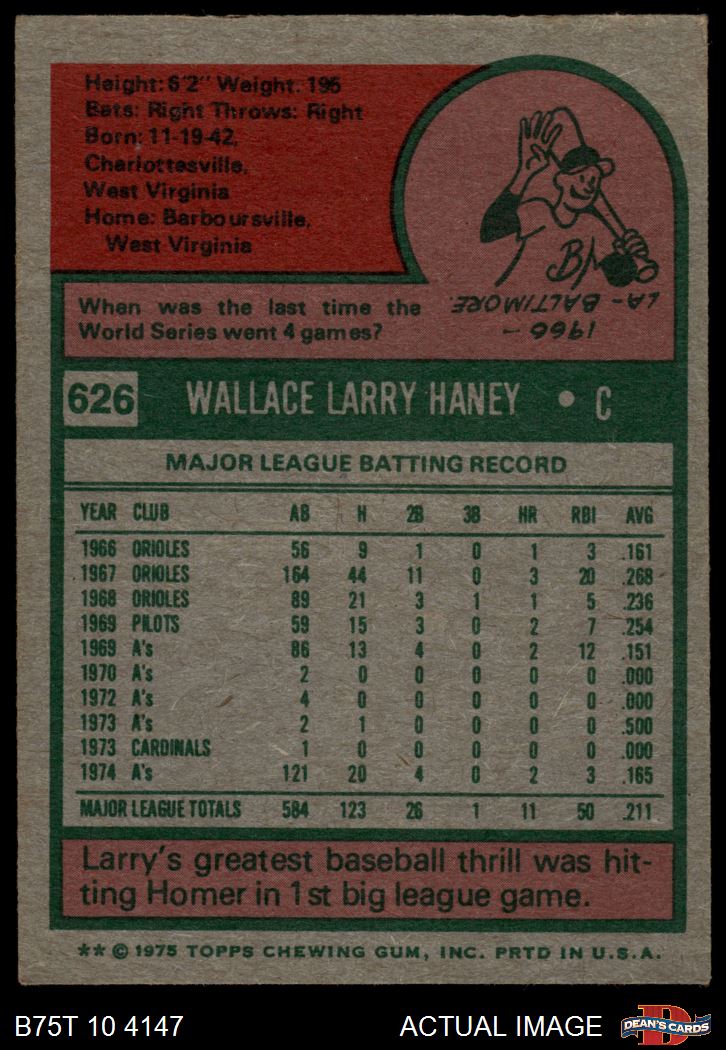 Height: 6'2" Weight: 195
Bats: Right Throws: Right
Born: 11-19-42,
Charlottesville,
West Virginia
Home: Barboursville,
West Virginia
When was the last time the
World Series went 4 games?
1966 -
LA - BALTIMORE.
626 WALLACE LARRY HANEY • C
MAJOR LEAGUE BATTING RECORD
YEAR CLUB AB H 2B 3B HR RBI AVG
1966 ORIOLES 56 9 1 0 1 3 .161
1967 ORIOLES 164 44 11 0 3 20 .268
1968 ORIOLES 89 21 3 1 1 5 .236
1969 PILOTS 59 15 3 0 2 7 .254
1969 A's 86 13 4 0 2 12 .151
1970 A's 2 0 0 0 0 0 .000
1972 A's 4 0 0 0 0 0 .000
1973 A's 2 1 0 0 0 0 .500
1973 CARDINALS 1 0 0 0 0 0 .000
1974 A's 121 20 4 0 2 3 .165
MAJOR LEAGUE TOTALS 584 123 26 1 11 50 .211
Larry's greatest baseball thrill was hit-
ting Homer in 1st big league game.
** © 1975 TOPPS CHEWING GUM, INC. PRTD IN U.S.A.
B75T 10 4147 ACTUAL IMAGE DEAN'S CARDS